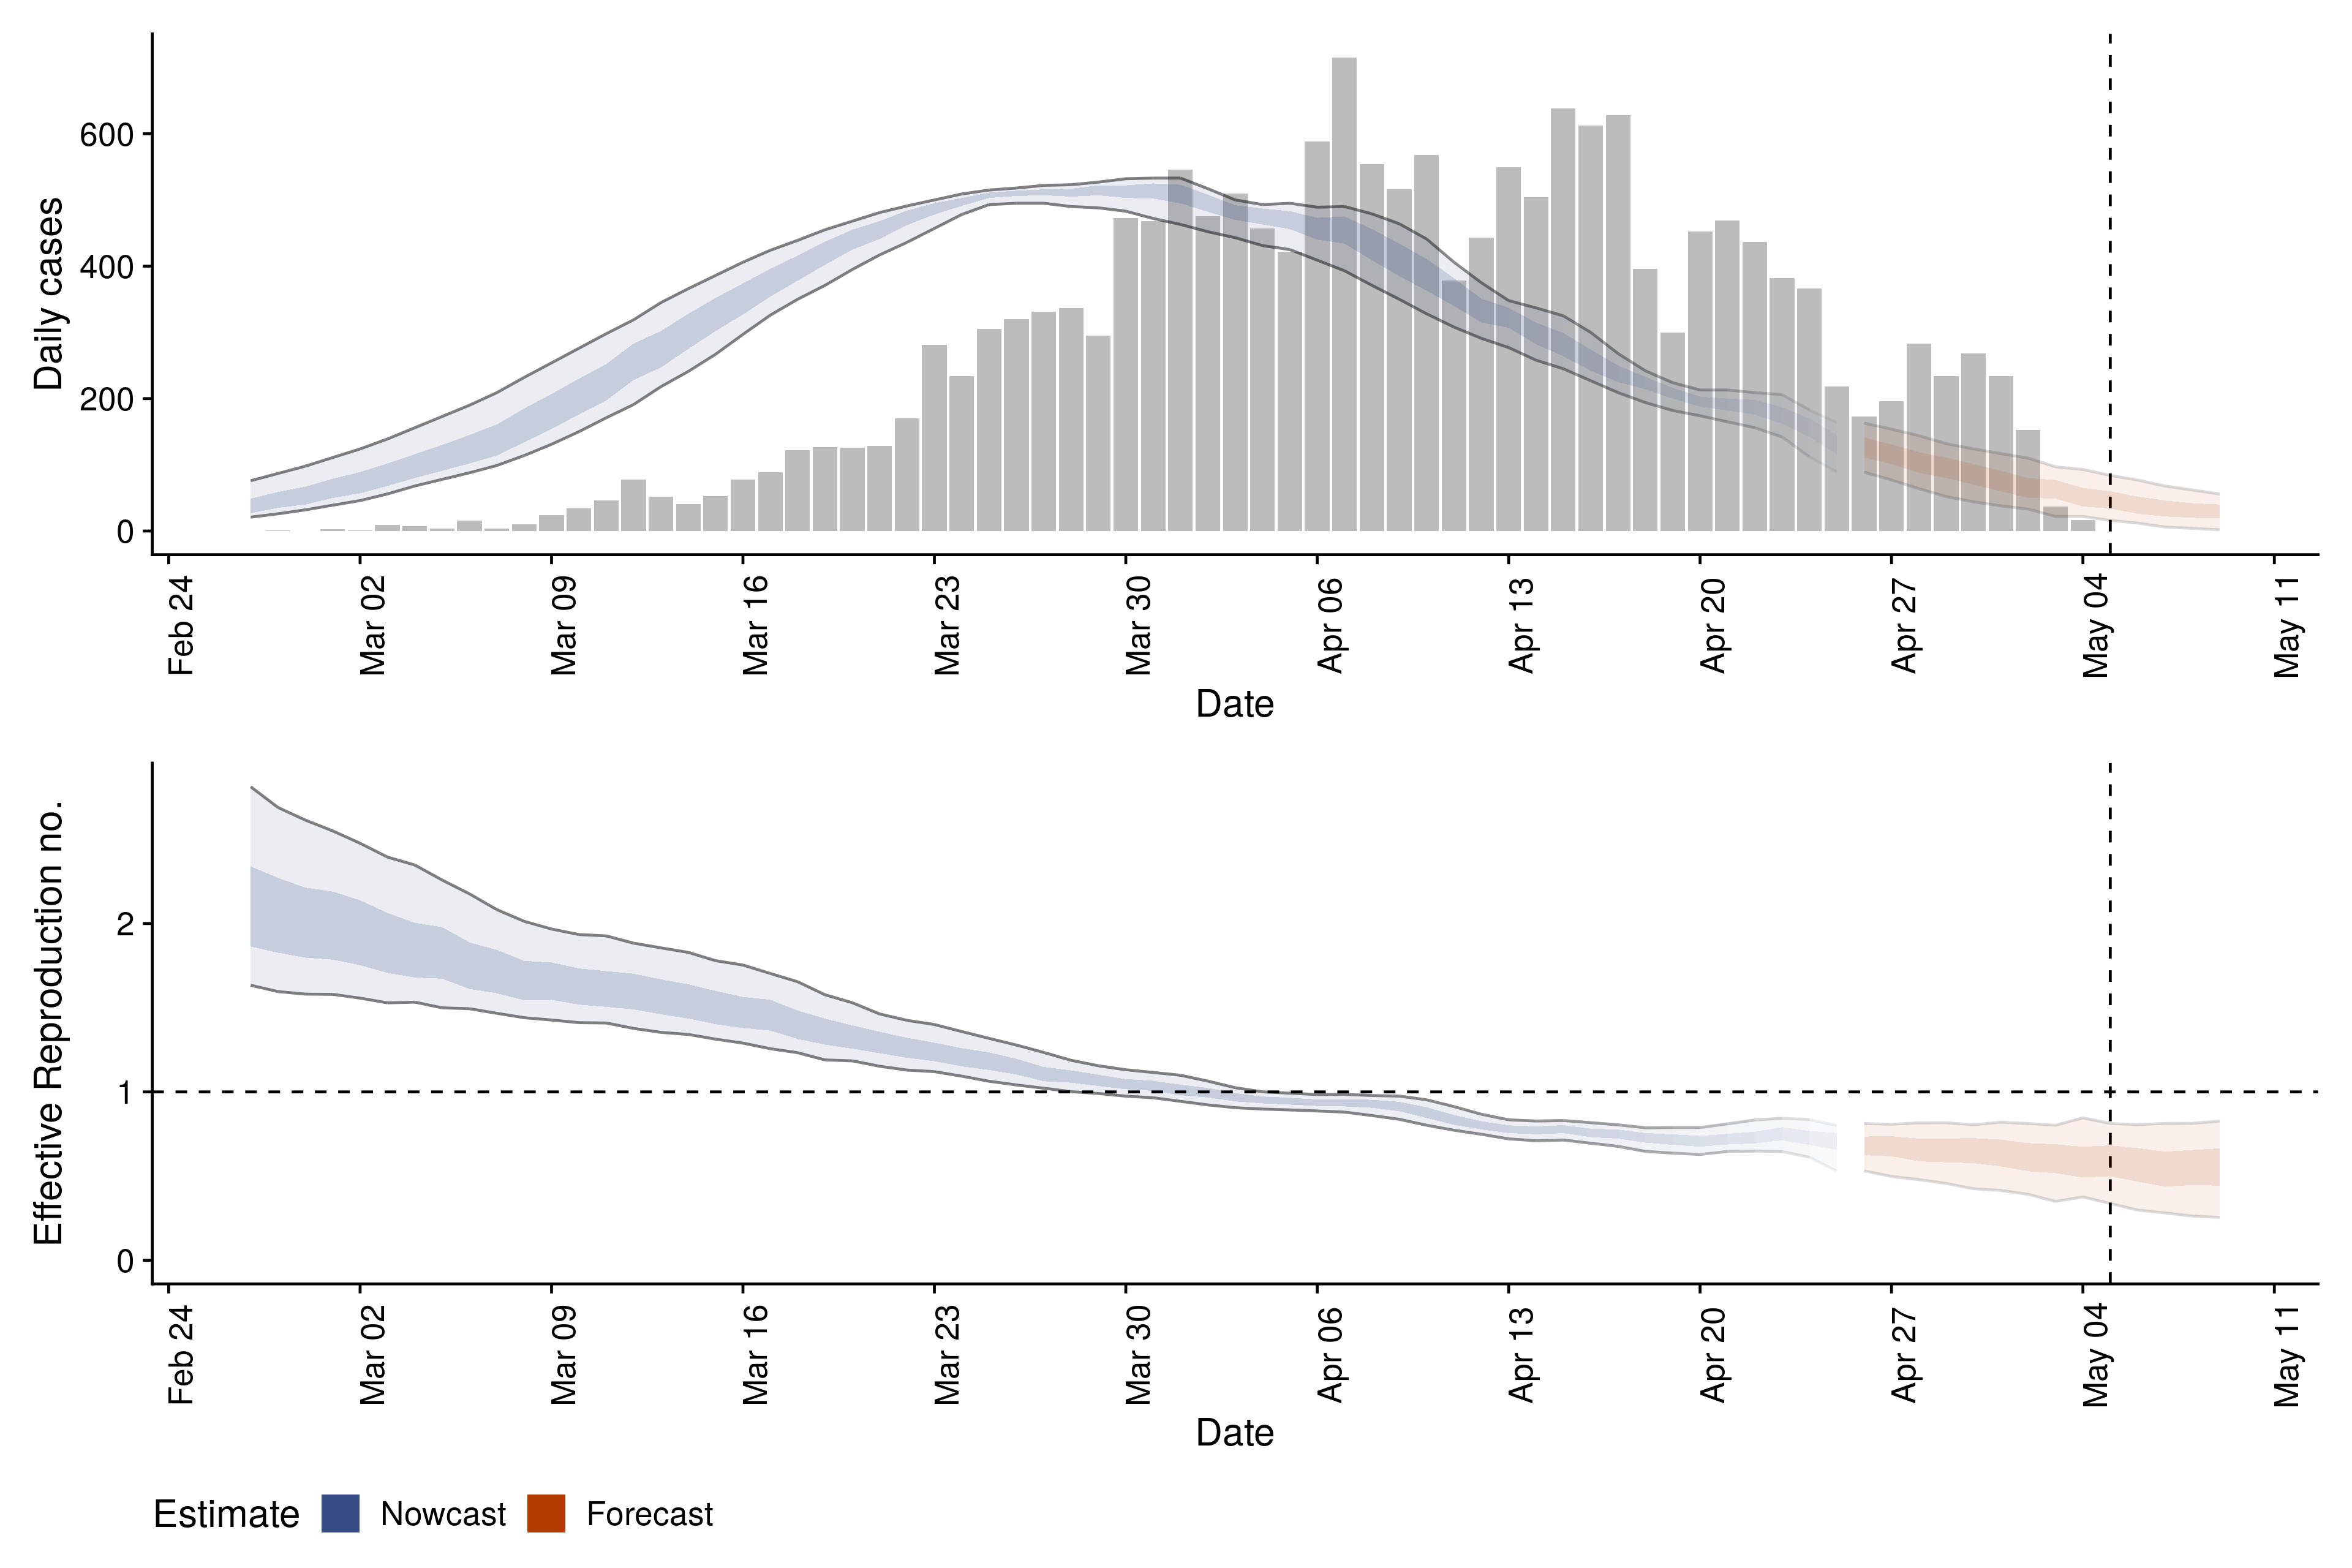 Daily cases
600
400
200
0
Feb 24
Mar 02
Mar 09
Mar 16
Mar 23
Mar 30
Apr 06
Apr 13
Apr 20
Apr 27
May 04
May 11
Date
Effective Reproduction no.
2
1
0
Feb 24
Mar 02
Mar 09
Mar 16
Mar 23
Mar 30
Apr 06
Apr 13
Apr 20
Apr 27
May 04
May 11
Date
Estimate Nowcast Forecast